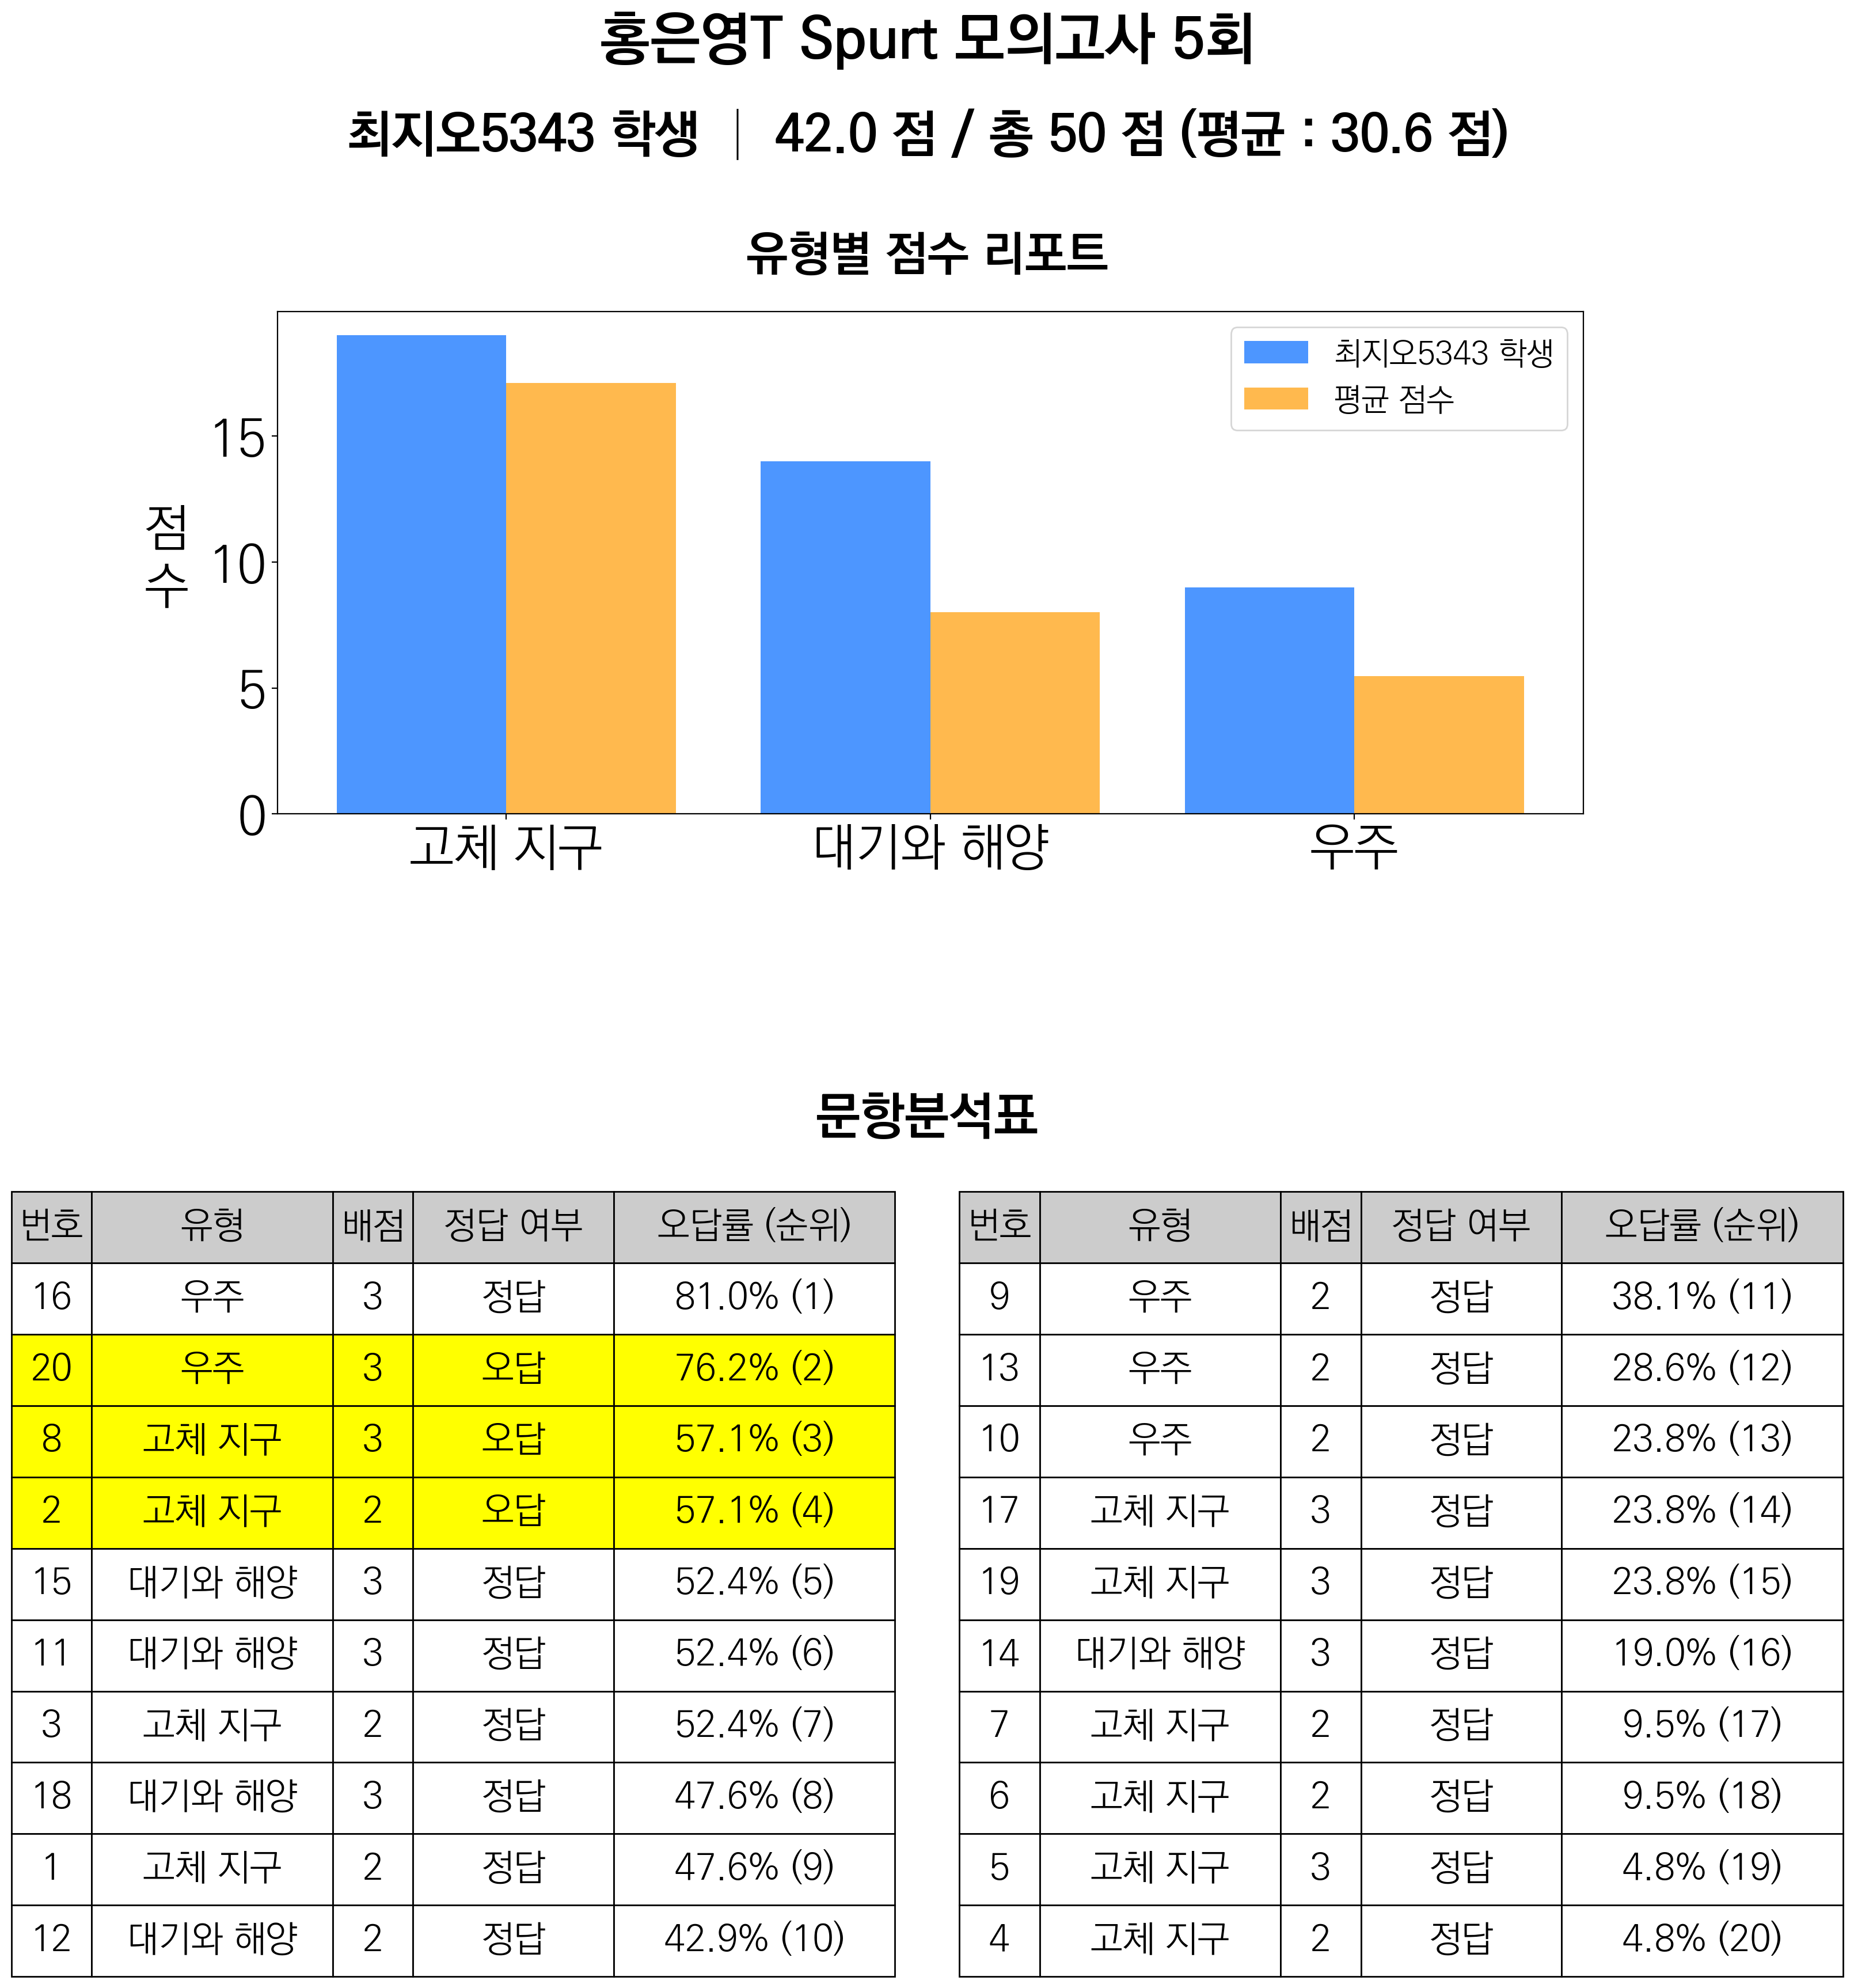 홍은영T Spurt 모의고사 5회
최지오5343 학생 | 42.0 점 / 총 50 점 (평균 : 30.6 점)
유형별 점수 리포트
최지오5343 학생
평균 점수
점
수
15
10
5
0
고체 지구 대기와 해양 우주
문항분석표
번호 유형 배점 정답 여부 오답률 (순위)
16 우주 3 정답 81.0% (1)
20 우주 3 오답 76.2% (2)
8 고체 지구 3 오답 57.1% (3)
2 고체 지구 2 오답 57.1% (4)
15 대기와 해양 3 정답 52.4% (5)
11 대기와 해양 3 정답 52.4% (6)
3 고체 지구 2 정답 52.4% (7)
18 대기와 해양 3 정답 47.6% (8)
1 고체 지구 2 정답 47.6% (9)
12 대기와 해양 2 정답 42.9% (10)
번호 유형 배점 정답 여부 오답률 (순위)
9 우주 2 정답 38.1% (11)
13 우주 2 정답 28.6% (12)
10 우주 2 정답 23.8% (13)
17 고체 지구 3 정답 23.8% (14)
19 고체 지구 3 정답 23.8% (15)
14 대기와 해양 3 정답 19.0% (16)
7 고체 지구 2 정답 9.5% (17)
6 고체 지구 2 정답 9.5% (18)
5 고체 지구 3 정답 4.8% (19)
4 고체 지구 2 정답 4.8% (20)